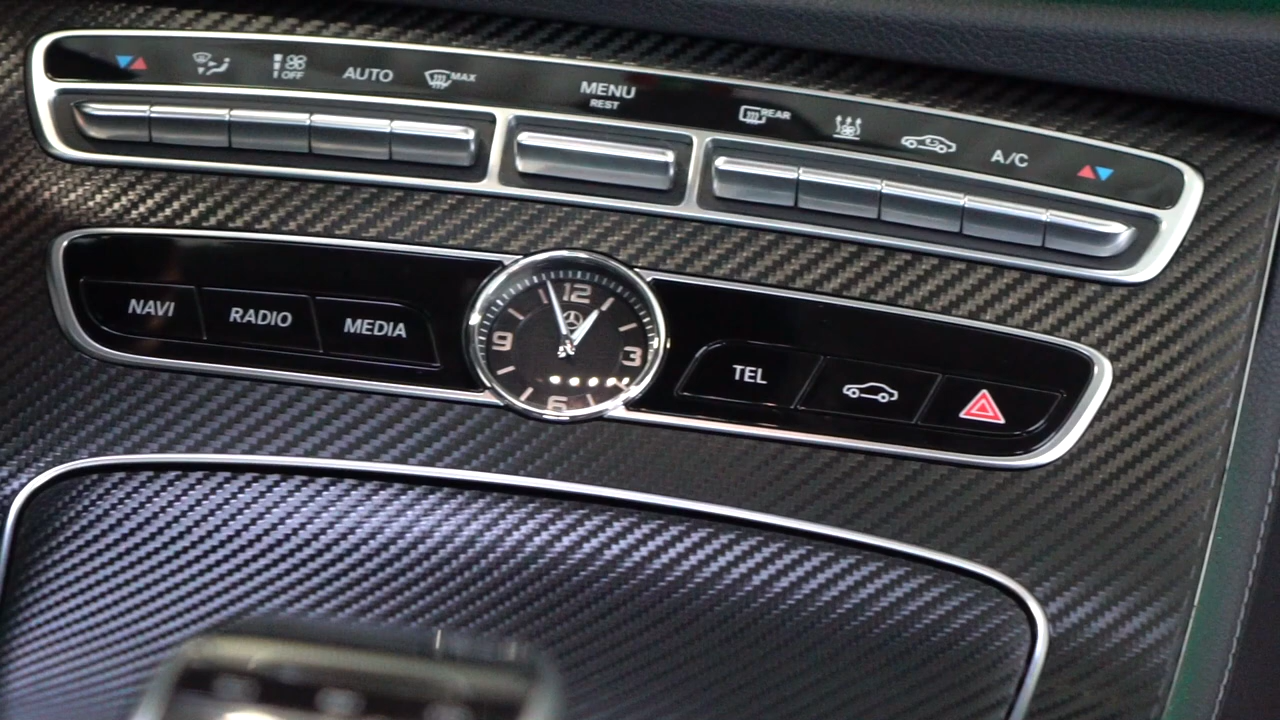 OFF
AUTO
MAX
MENU
REST
REAR
A/C
NAVI
RADIO
MEDIA
12
3
6
9
TEL